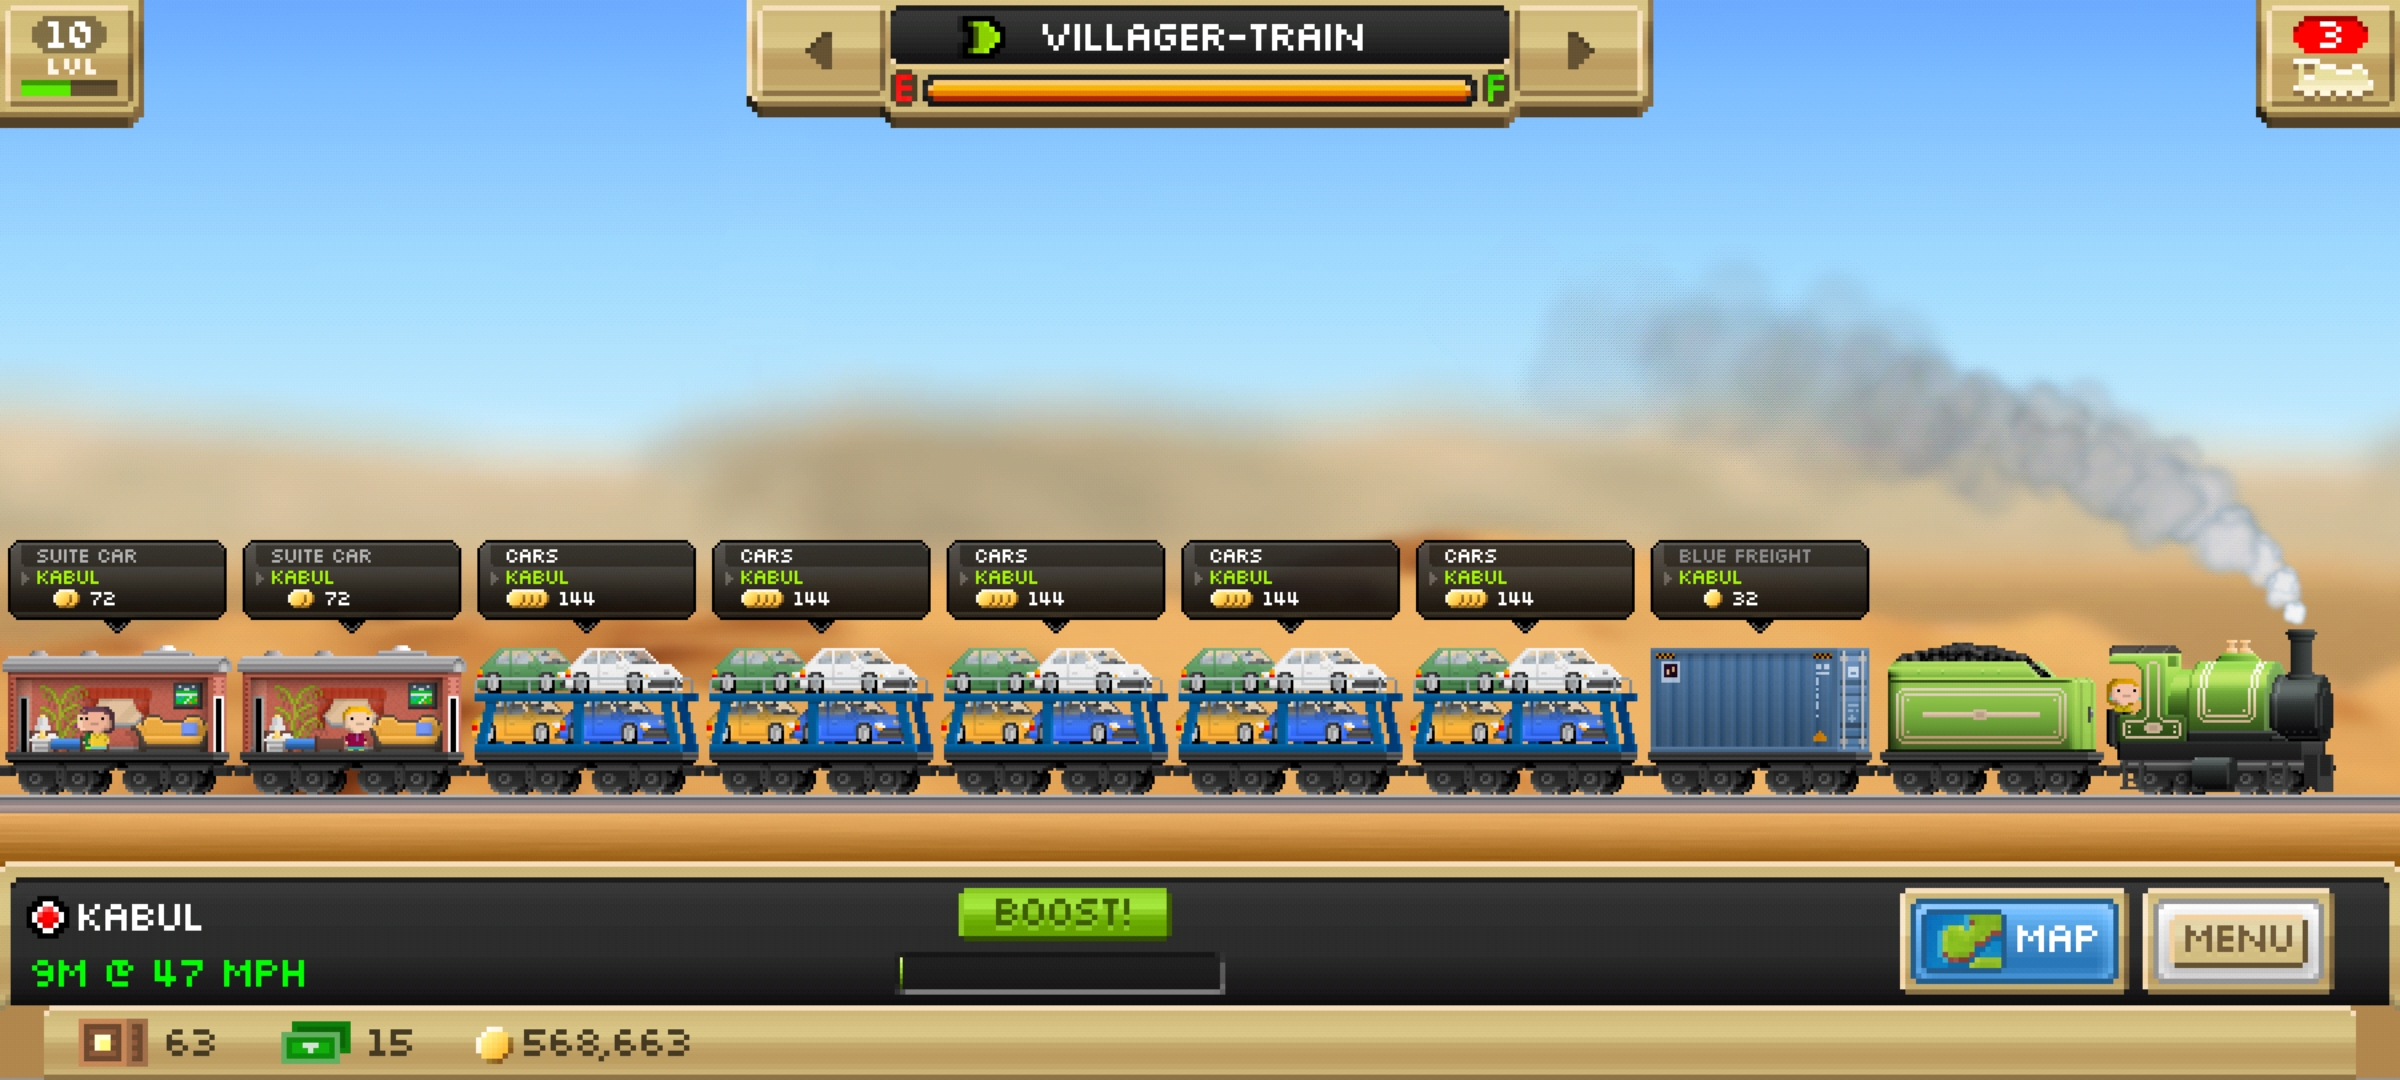 10
LVL
VILLAGER-TRAIN
E F
3
SUITE CAR
KABUL
72
SUITE CAR
KABUL
72
CARS
KABUL
144
CARS
KABUL
144
CARS
KABUL
144
CARS
KABUL
144
CARS
KABUL
144
BLUE FREIGHT
KABUL
32
KABUL
9M @ 47 MPH
BOOST!
MAP
MENU
63
15
568,663